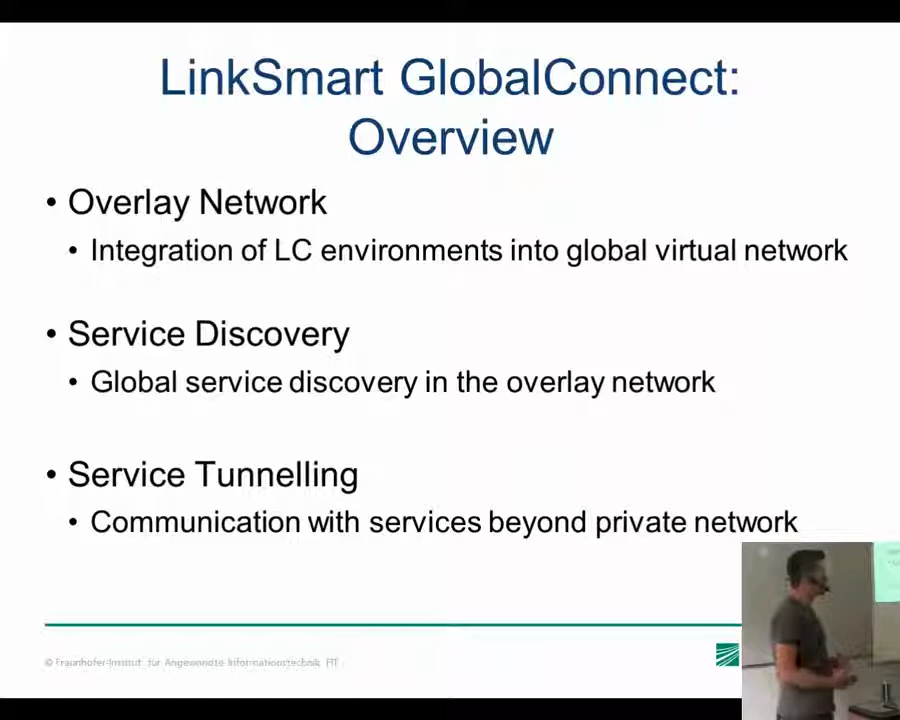 LinkSmart GlobalConnect:
Overview
• Overlay Network
• Integration of LC environments into global virtual network
• Service Discovery
• Global service discovery in the overlay network
• Service Tunnelling
• Communication with services beyond private network
© Fraunhofer-Institut für Angewandte Informationstechnik FIT